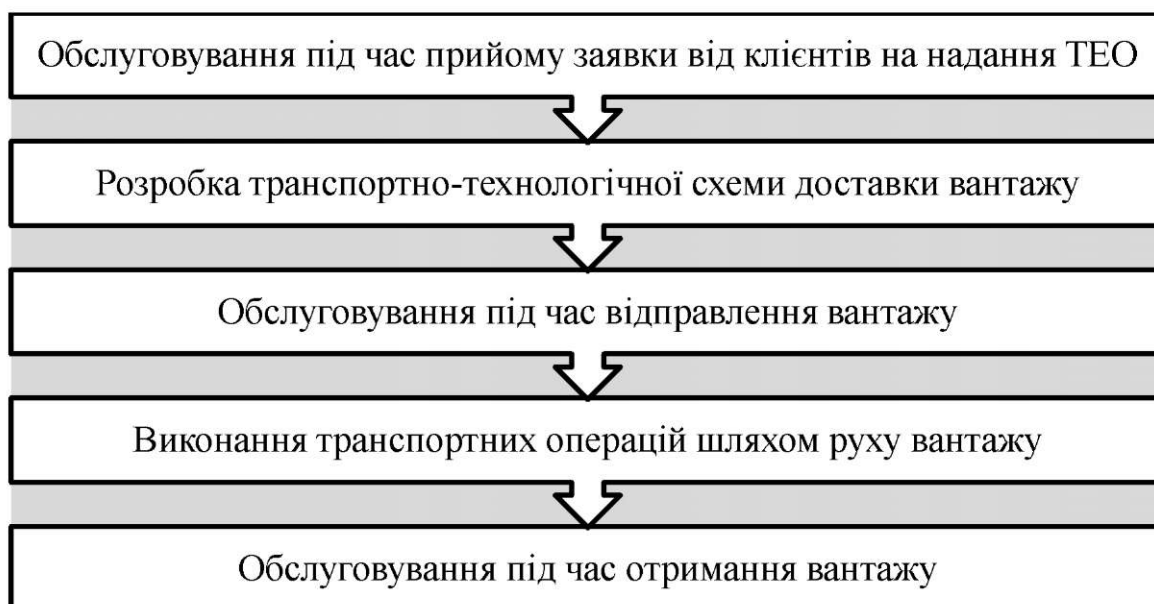 Обслуговування під час прийому заявки від клієнтів на надання ТЕО
Розробка транспортно-технологічної схеми доставки вантажу
Обслуговування під час відправлення вантажу
Виконання транспортних операцій шляхом руху вантажу
Обслуговування під час отримання вантажу